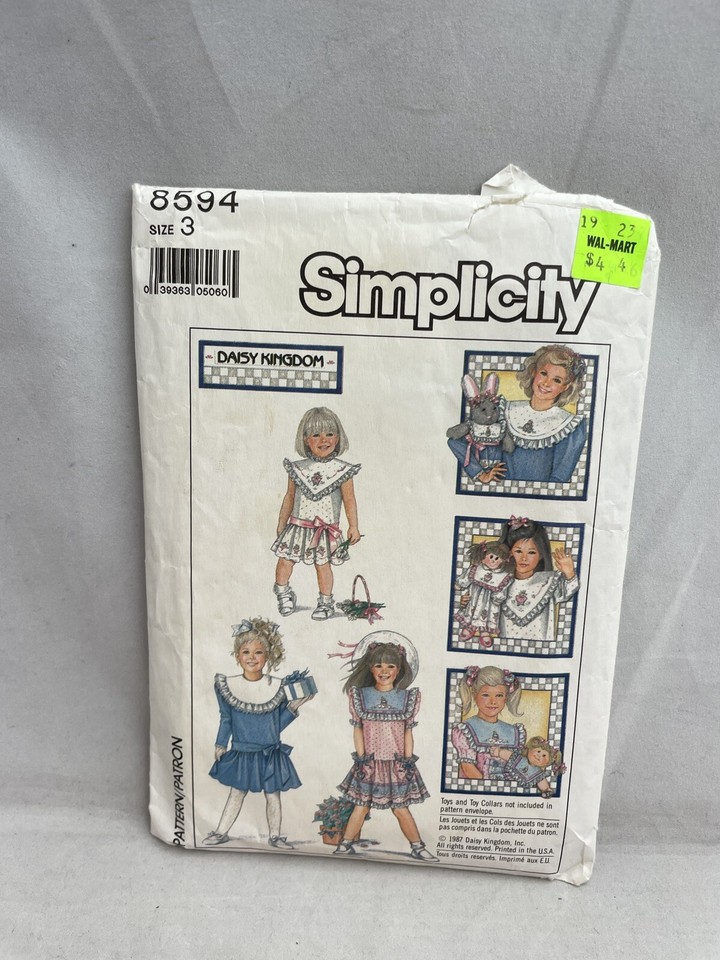 8594
SIZE 3
0 39363 05060
19 23
WAL-MART
$4 46
Simplicity
DAISY KINGDOM
Toys and Toy Collars not included in
pattern envelope.
Les Jouets et les Cols des Jouets ne sont
pas compris dans la pochette du patron.
© 1987 Daisy Kingdom, Inc.
All rights reserved. Printed in the U.S.A.
Tous droits reservés. Imprimé aux E.U.
PATTERN/PATRON